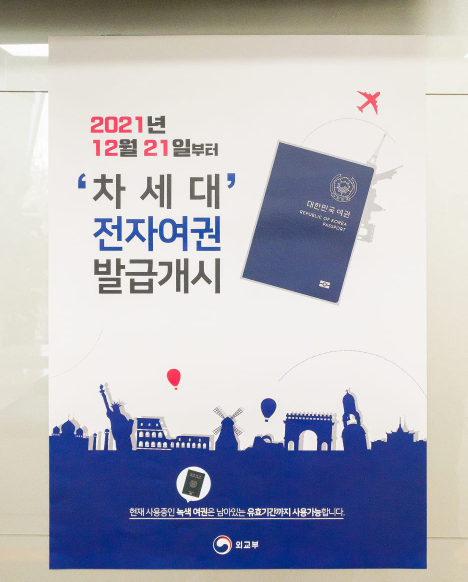 2021년
12월 21일부터
‘차 세 대’
전자여권
발급개시
대한민국 여권
REPUBLIC OF KOREA
PASSPORT
현재 사용중인 녹색 여권은 남아있는 유효기간까지 사용가능합니다.
외교부